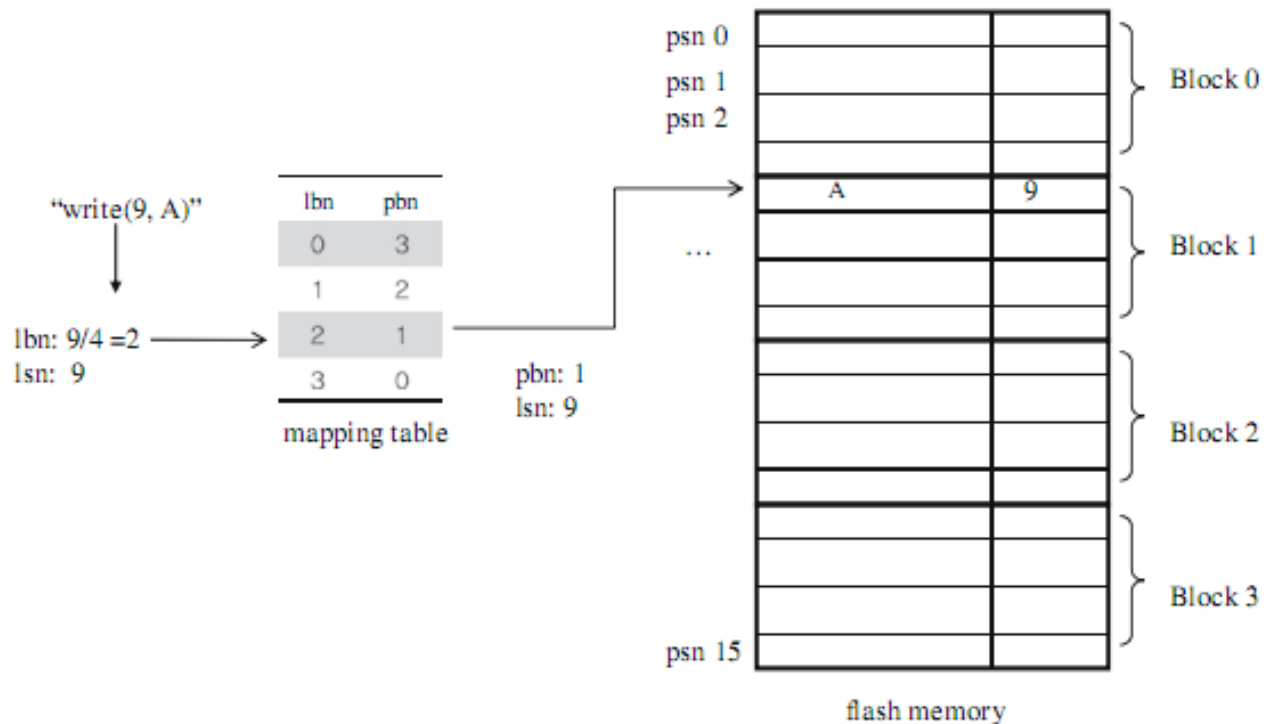 “write(9, A)”
lbn: 9/4 =2
lsn: 9
lbn pbn
0 3
1 2
2 1
3 0
mapping table
pbn: 1
lsn: 9
psn 0
psn 1
psn 2
...
psn 15
A 9
Block 0
Block 1
Block 2
Block 3
flash memory